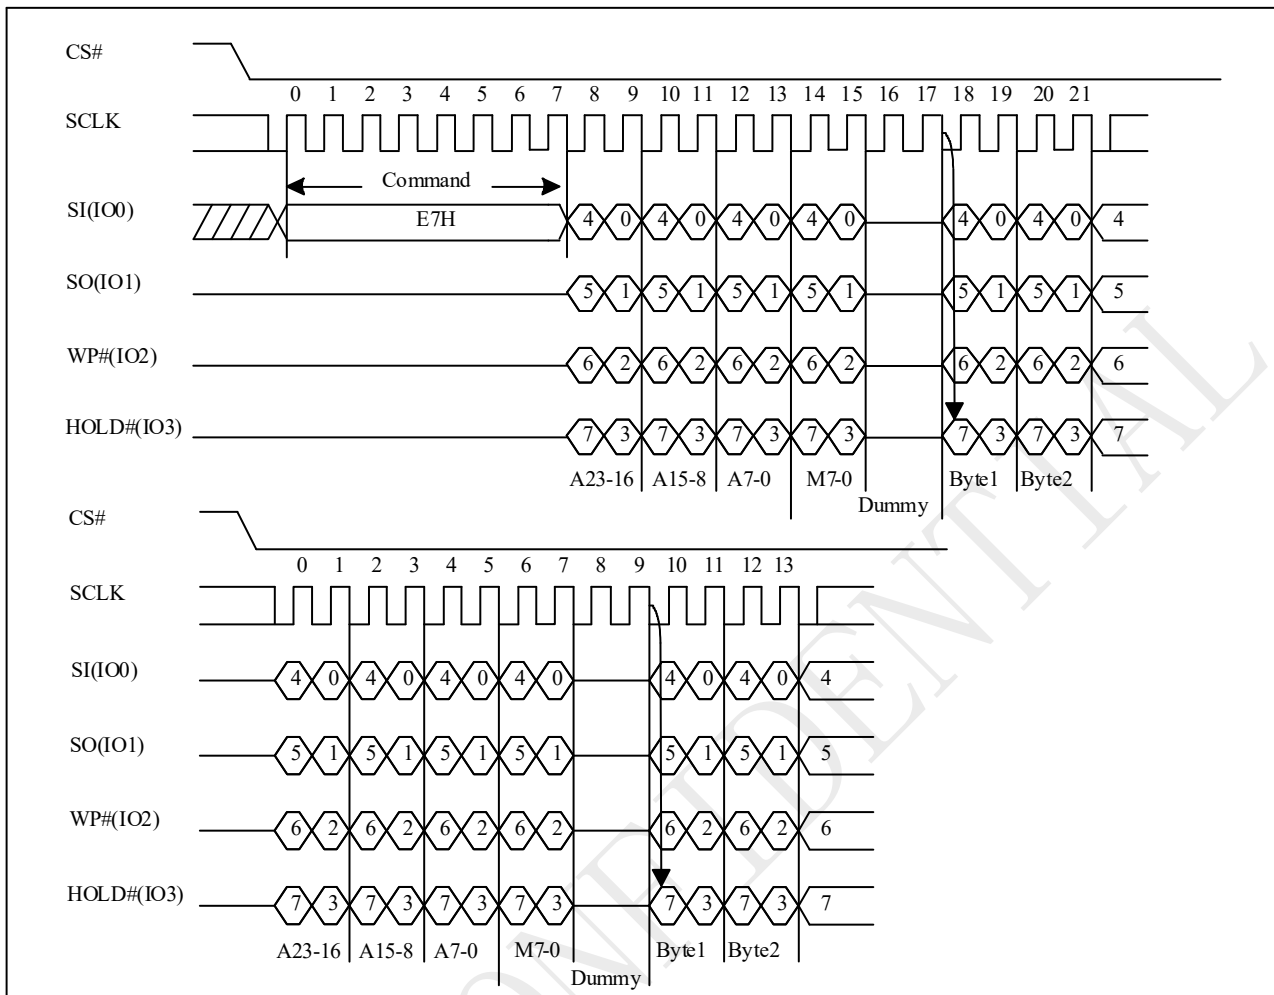 CS#
0 1 2 3 4 5 6 7 8 9 10 11 12 13 14 15 16 17 18 19 20 21
SCLK
Command
SI(IO0) E7H 4 0 4 0 4 0 4 0 4 0 4 0 4
SO(IO1) 5 1 5 1 5 1 5 1 5 1 5 1 5
WP#(IO2) 6 2 6 2 6 2 6 2 6 2 6 2 6
HOLD#(IO3) 7 3 7 3 7 3 7 3 7 3 7 3 7
A23-16 A15-8 A7-0 M7-0 Byte1 Byte2
Dummy
CS#
0 1 2 3 4 5 6 7 8 9 10 11 12 13
SCLK
SI(IO0) 4 0 4 0 4 0 4 0 4 0 4 0 4
SO(IO1) 5 1 5 1 5 1 5 1 5 1 5 1 5
WP#(IO2) 6 2 6 2 6 2 6 2 6 2 6 2 6
HOLD#(IO3) 7 3 7 3 7 3 7 3 7 3 7 3 7
A23-16 A15-8 A7-0 M7-0 Byte1 Byte2
Dummy